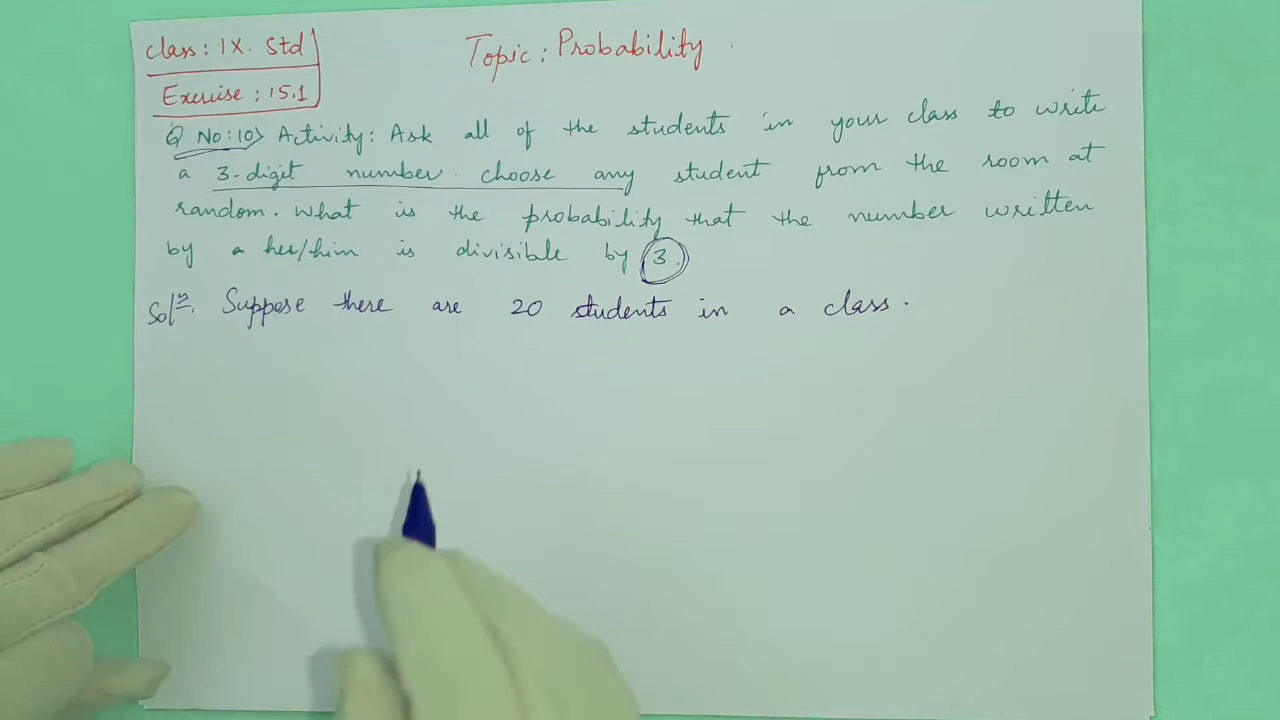 class: IX. Std
Topic: Probability
Exercise: 15.1
Q No:10> Activity: Ask all of the students in your class to write
a 3-digit number. choose any student from the room at
random. What is the probability that the number written
by a her/him is divisible by 3.
Solⁿ. Suppose there are 20 students in a class.